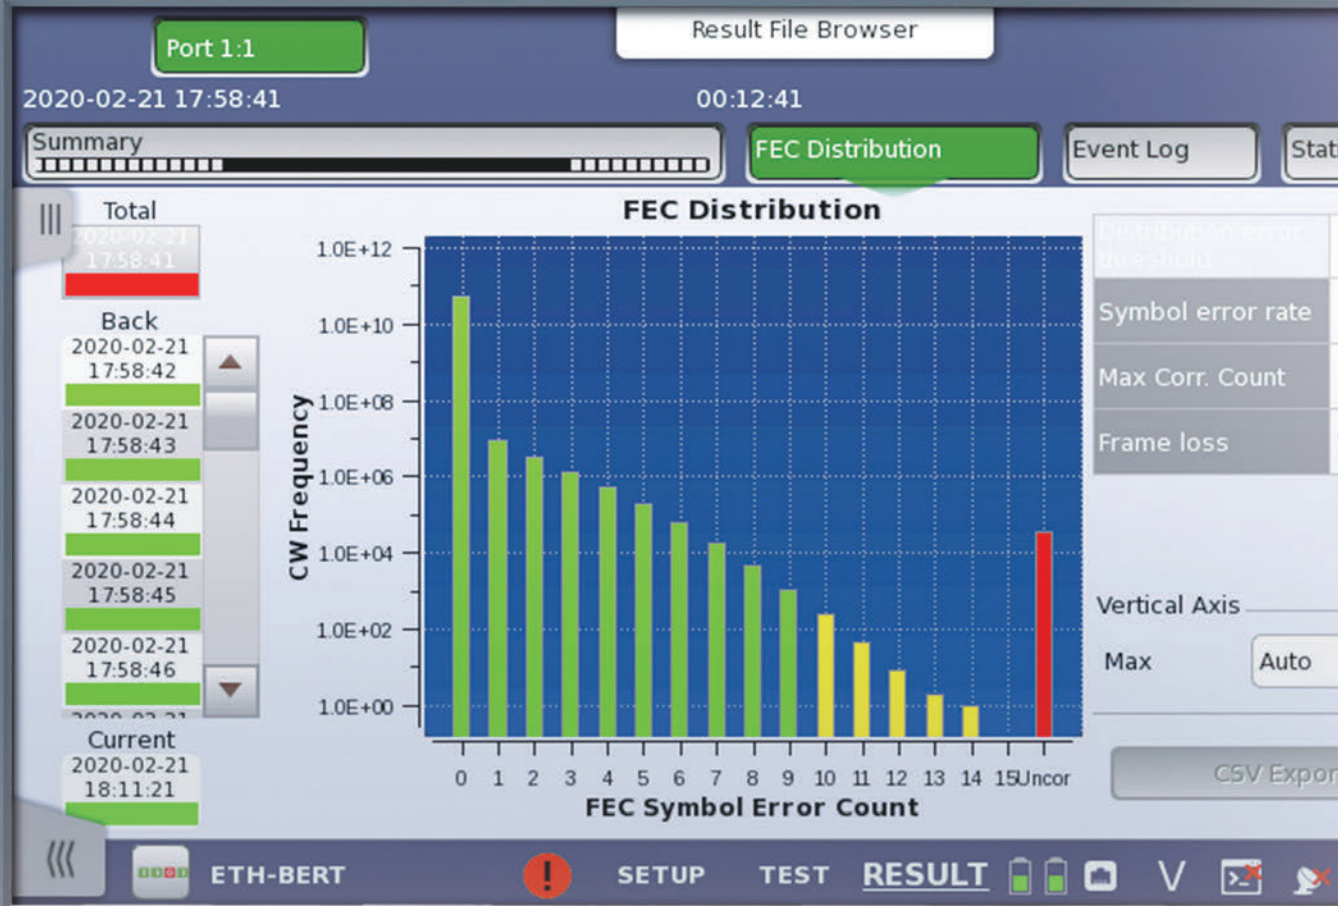 Port 1:1
Result File Browser
2020-02-21 17:58:41
00:12:41
Summary
FEC Distribution
Event Log
Stati
Total
2020-02-21
17:58:41
Back
2020-02-21
17:58:42
2020-02-21
17:58:43
2020-02-21
17:58:44
2020-02-21
17:58:45
2020-02-21
17:58:46
Current
2020-02-21
18:11:21
FEC Distribution
CW Frequency
1.0E+12
1.0E+10
1.0E+08
1.0E+06
1.0E+04
1.0E+02
1.0E+00
0 1 2 3 4 5 6 7 8 9 10 11 12 13 14 15 Uncor
FEC Symbol Error Count
Distribution error
threshold
Symbol error rate
Max Corr. Count
Frame loss
Vertical Axis
Max
Auto
CSV Expor
ETH-BERT
!
SETUP
TEST
RESULT
V